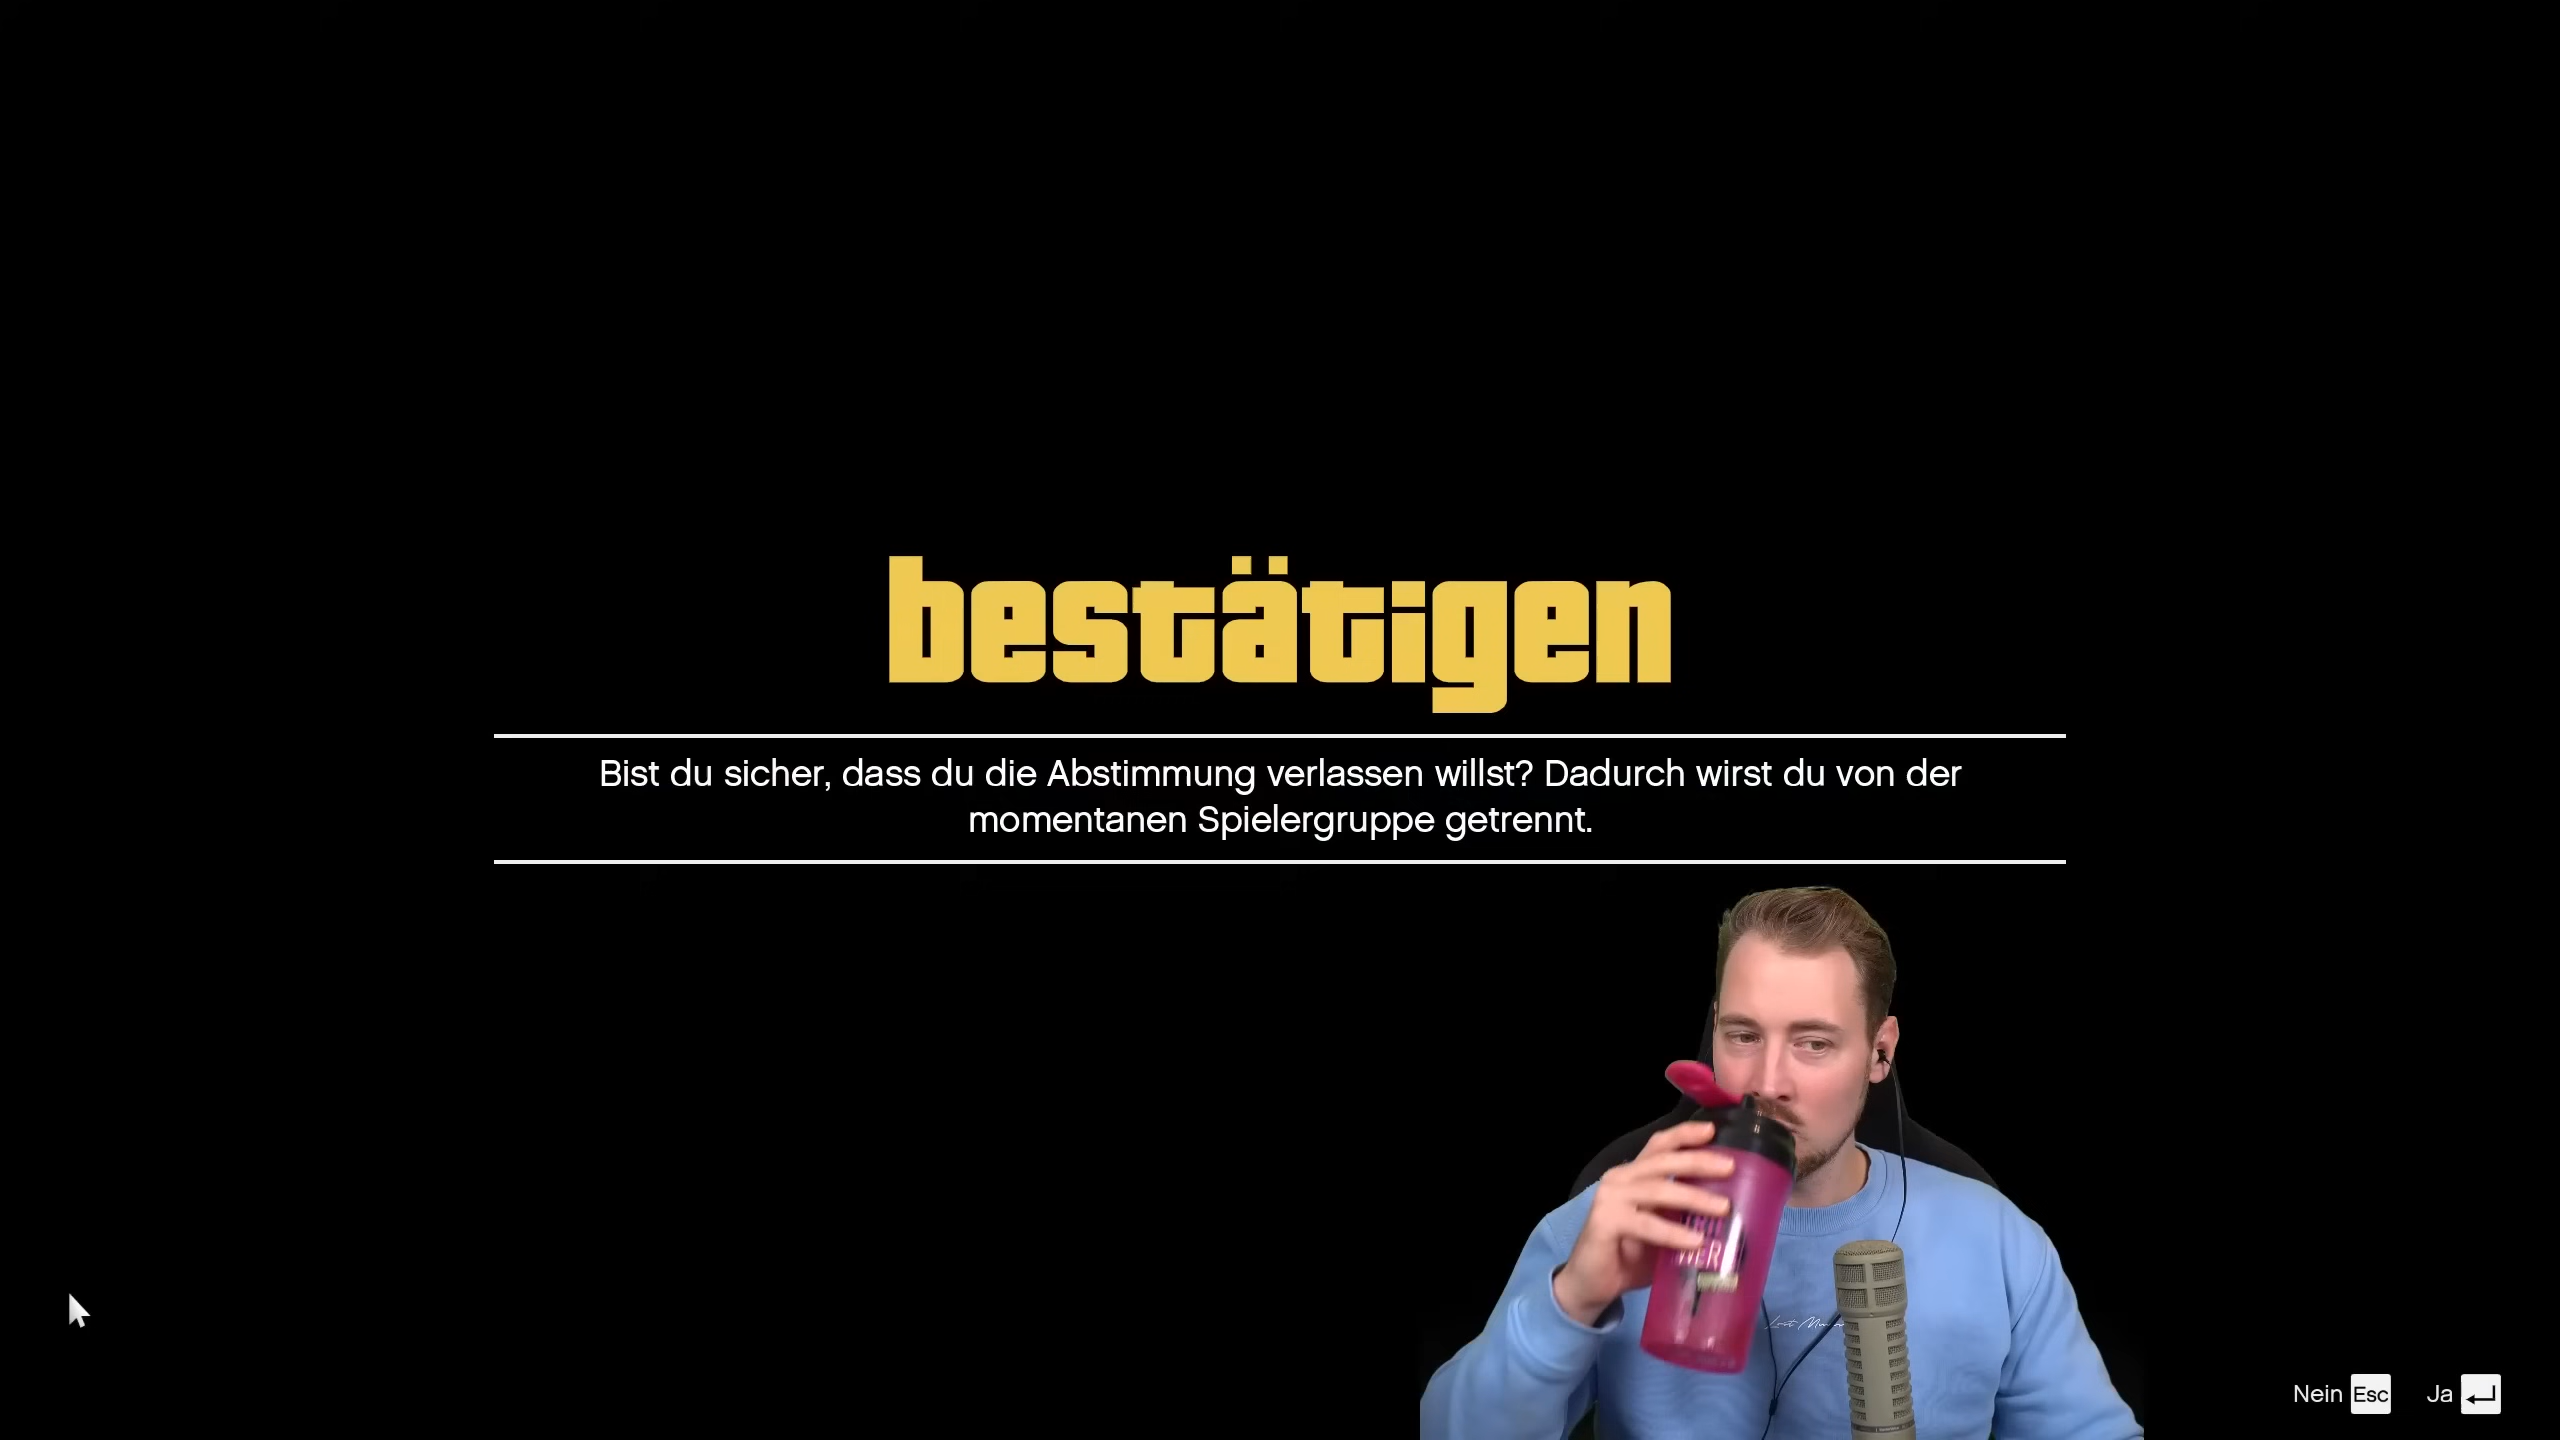 bestätigen
Bist du sicher, dass du die Abstimmung verlassen willst? Dadurch wirst du von der
momentanen Spielergruppe getrennt.
Nein Esc Ja